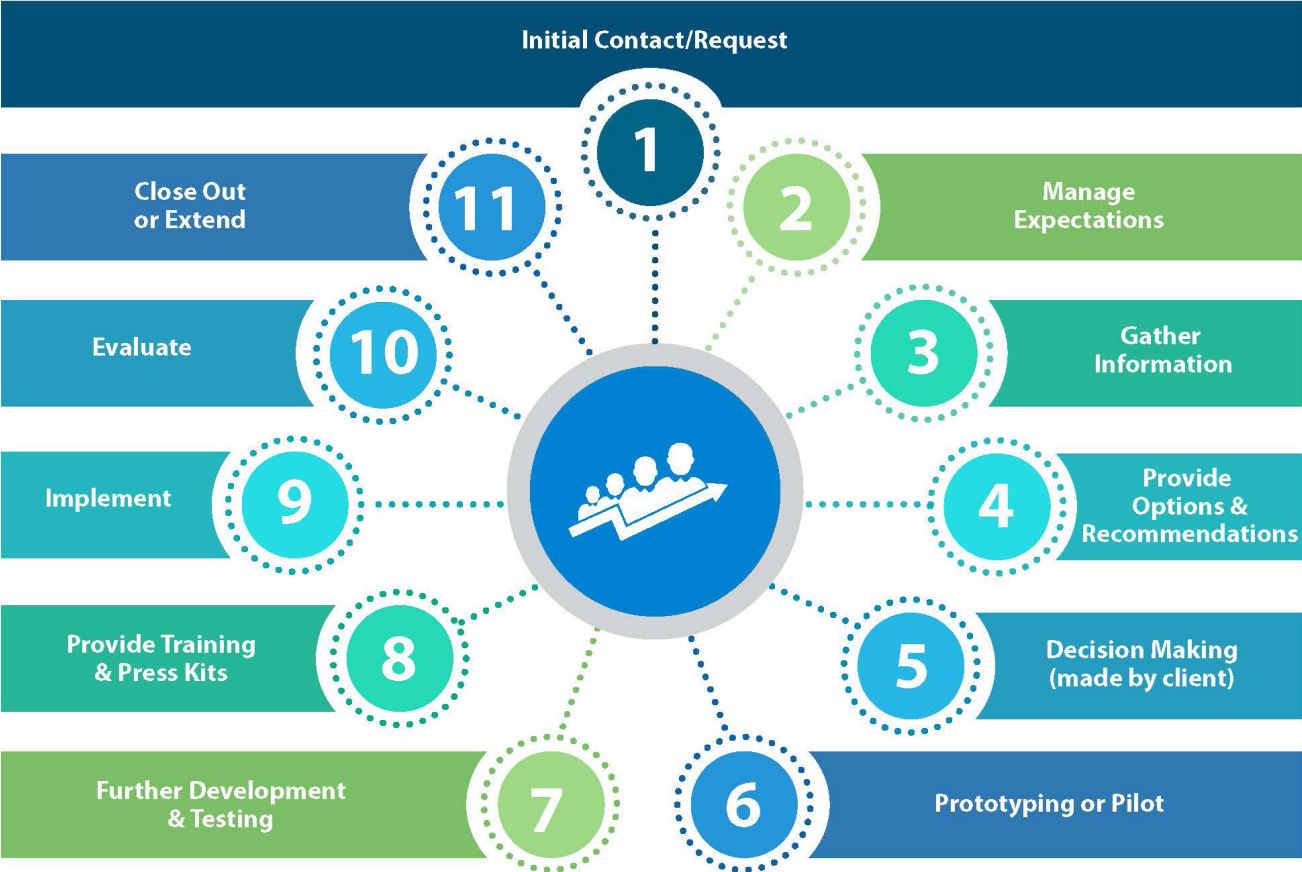 Initial Contact/Request
1
2
Manage
Expectations
3
Gather
Information
4
Provide
Options &
Recommendations
5
Decision Making
(made by client)
6
Prototyping or Pilot
7
Further Development
& Testing
8
Provide Training
& Press Kits
9
Implement
10
Evaluate
11
Close Out
or Extend